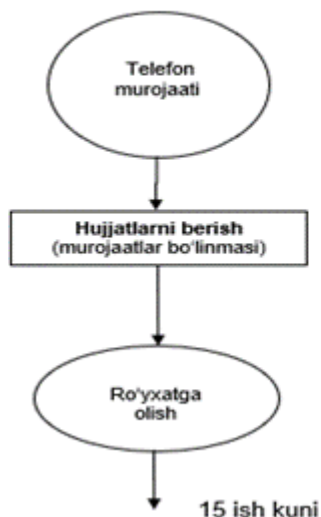 Telefon
murojaati
Hujjatlarni berish
(murojaatlar bo‘linmasi)
Ro‘yxatga
olish
15 ish kuni